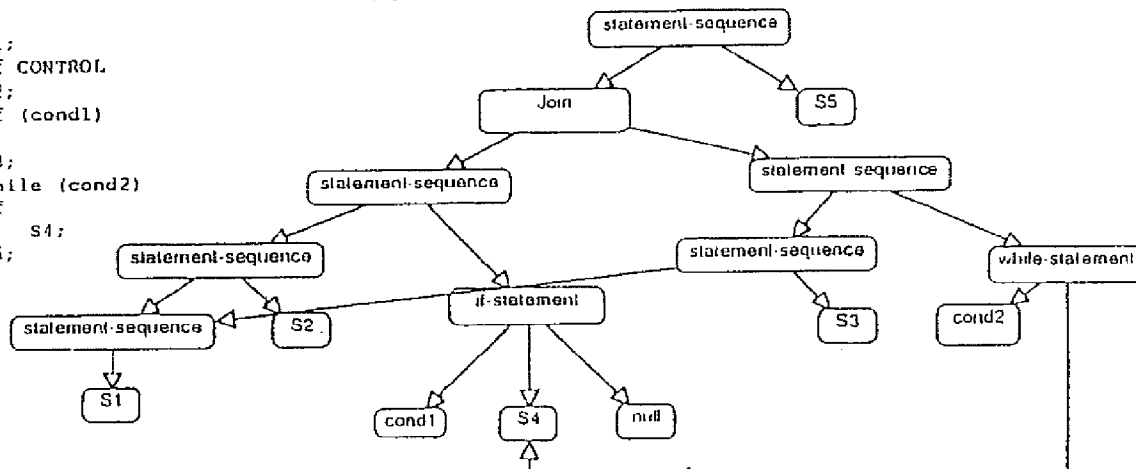 CONTROL
(cond1)
(cond2)
S4;
statement-sequence
Join
S5
statement-sequence
statement sequence
statement-sequence
statement-sequence
while-statement
if-statement
statement-sequence
S2
S3
cond2
S1
cond1
S4
null